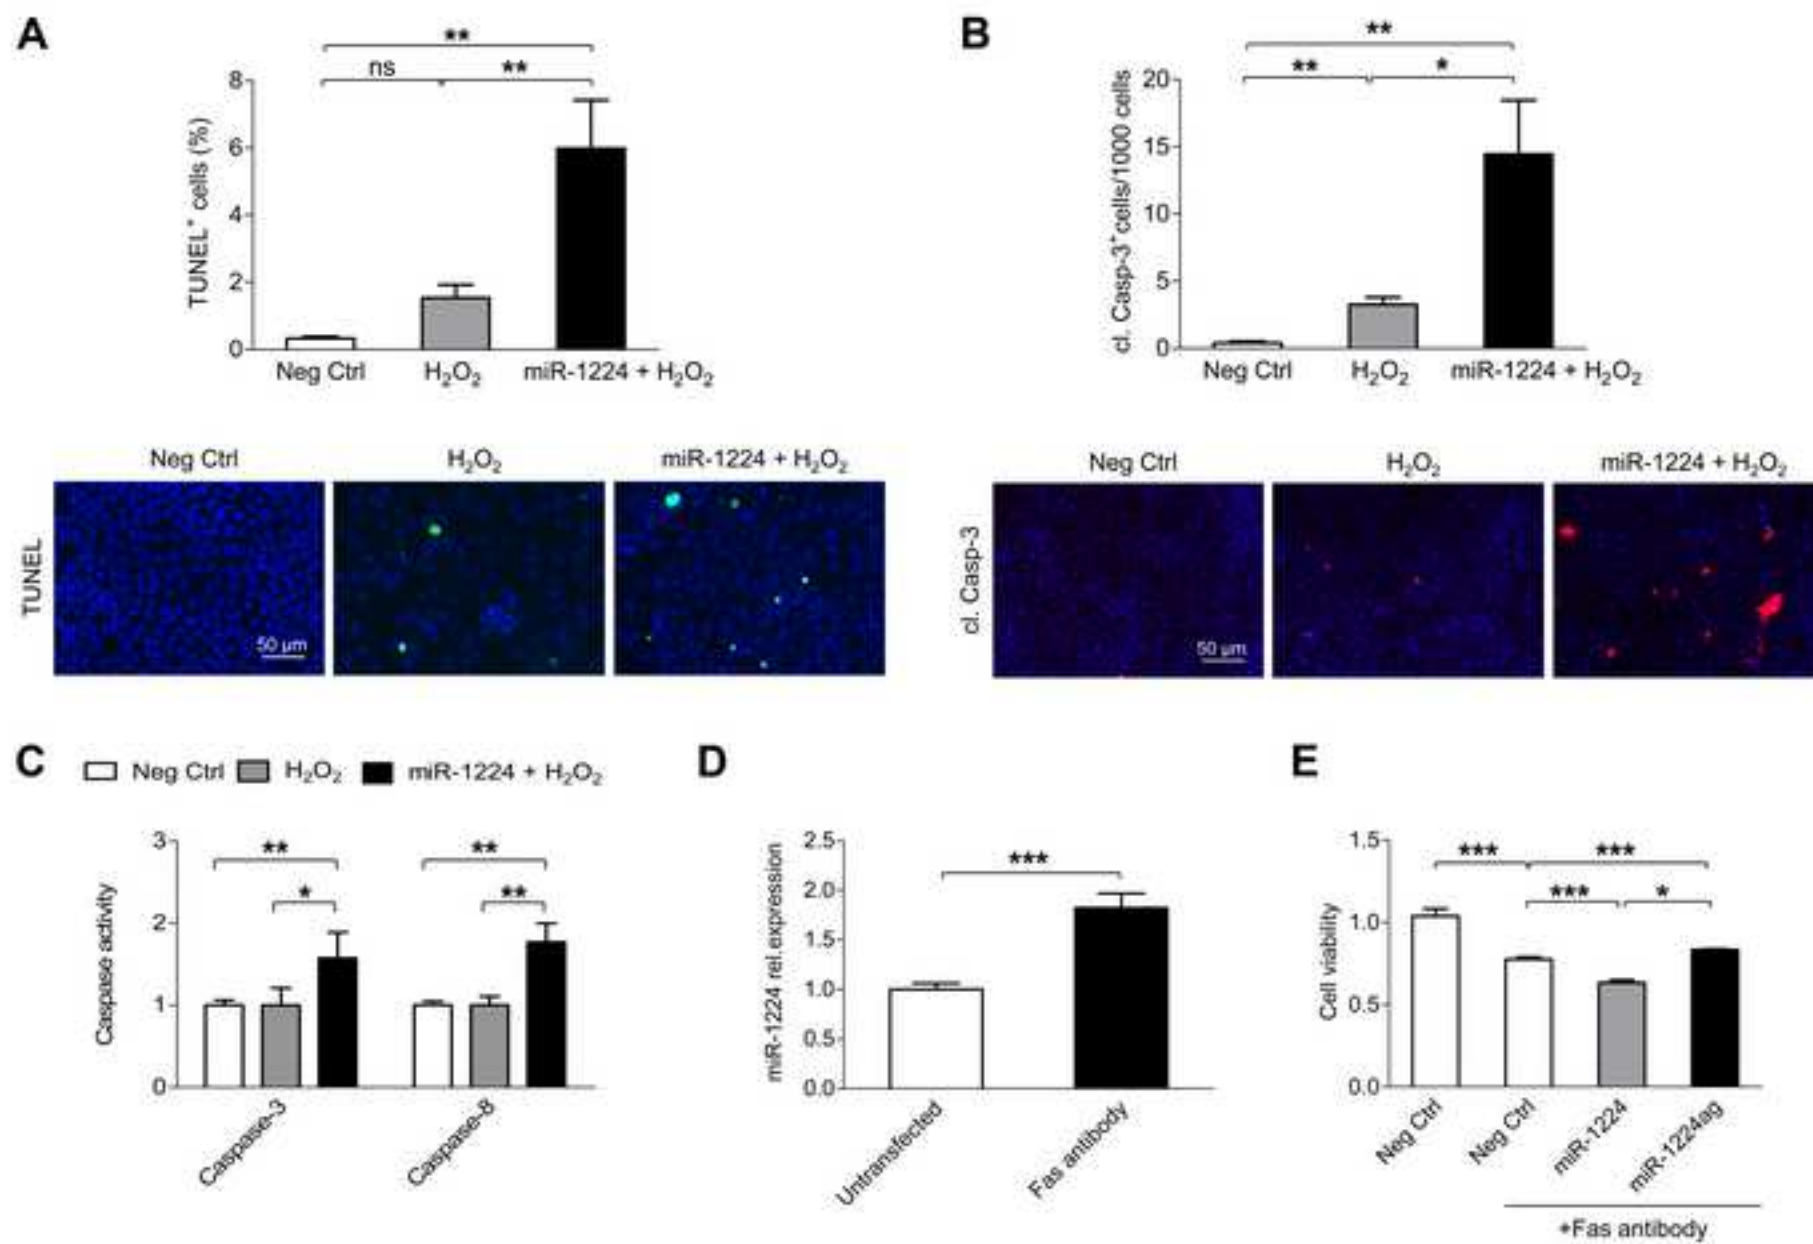 A
**
ns
**
8
6
4
2
0
TUNEL⁺ cells (%)
Neg Ctrl
H₂O₂
miR-1224 + H₂O₂
B
**
**
*
20
15
10
5
0
cl. Casp-3⁺cells/1000 cells
Neg Ctrl
H₂O₂
miR-1224 + H₂O₂
Neg Ctrl
H₂O₂
miR-1224 + H₂O₂
TUNEL
50 µm
Neg Ctrl
H₂O₂
miR-1224 + H₂O₂
cl. Casp-3
50 µm
C
Neg Ctrl
H₂O₂
miR-1224 + H₂O₂
3
2
1
0
Caspase activity
**
*
**
**
Caspase-3
Caspase-8
D
2.5
2.0
1.5
1.0
0.5
0.0
miR-1224 rel.expression
***
Untransfected
Fas antibody
E
1.5
1.0
0.5
0.0
Cell viability
***
***
***
*
Neg Ctrl
Neg Ctrl
miR-1224
miR-1224ag
+Fas antibody